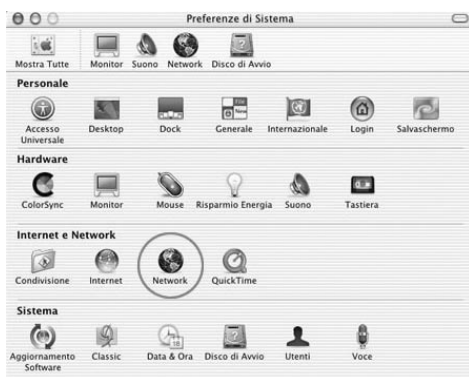 Preferenze di Sistema
Mostra Tutte Monitor Suono Network Disco di Avvio
Personale
Accesso Universale Desktop Dock Generale Internazionale Login Salvaschermo
Hardware
ColorSync Monitor Mouse Risparmio Energia Suono Tastiera
Internet e Network
Condivisione Internet Network QuickTime
Sistema
Aggiornamento Software Classic Data & Ora Disco di Avvio Utenti Voce